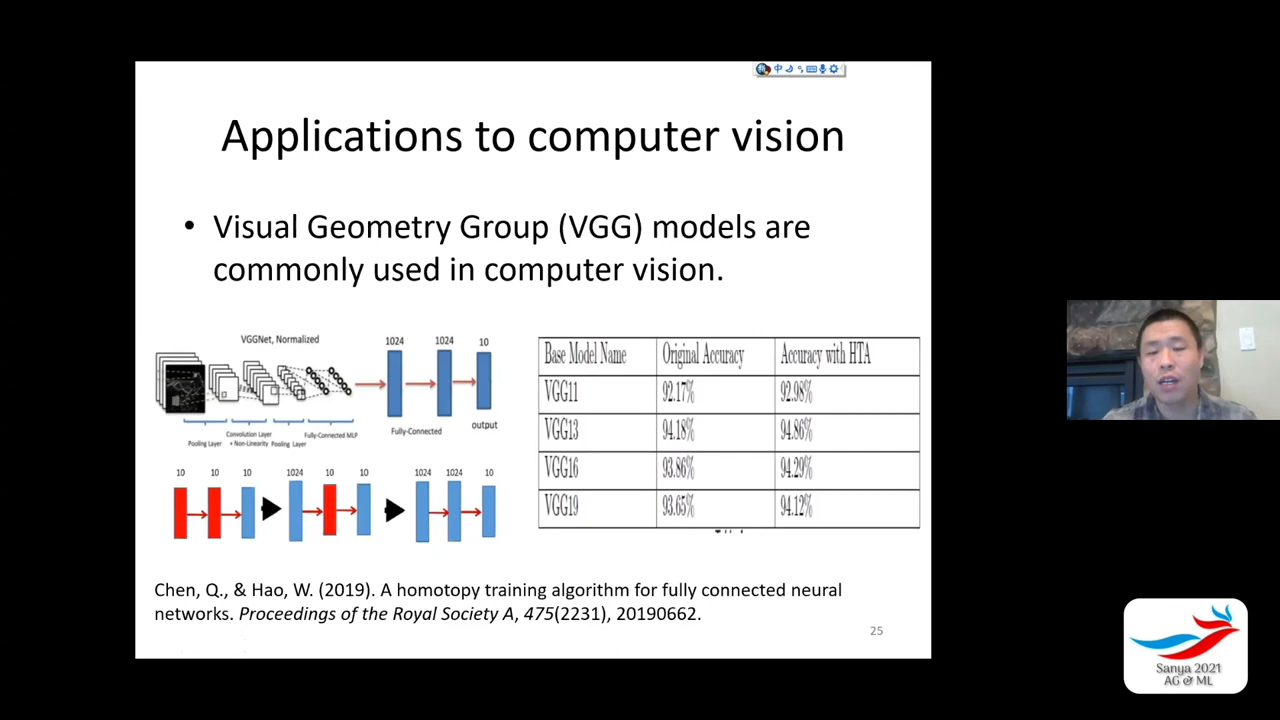 中
Applications to computer vision
• Visual Geometry Group (VGG) models are
commonly used in computer vision.
VGGNet, Normalized
1024 1024 10
Pooling Layer
Convolution Layer
+ Non-Linearity
Pooling Layer
Fully-Connected MLP
Fully-Connected
output
10 10 10 1024 10 10 1024 1024 10
Base Model Name Original Accuracy Accuracy with HTA
VGG11 92.17% 92.98%
VGG13 94.18% 94.86%
VGG16 93.86% 94.29%
VGG19 93.65% 94.12%
Chen, Q., & Hao, W. (2019). A homotopy training algorithm for fully connected neural
networks. Proceedings of the Royal Society A, 475(2231), 20190662.
25
Sanya 2021
AG & ML